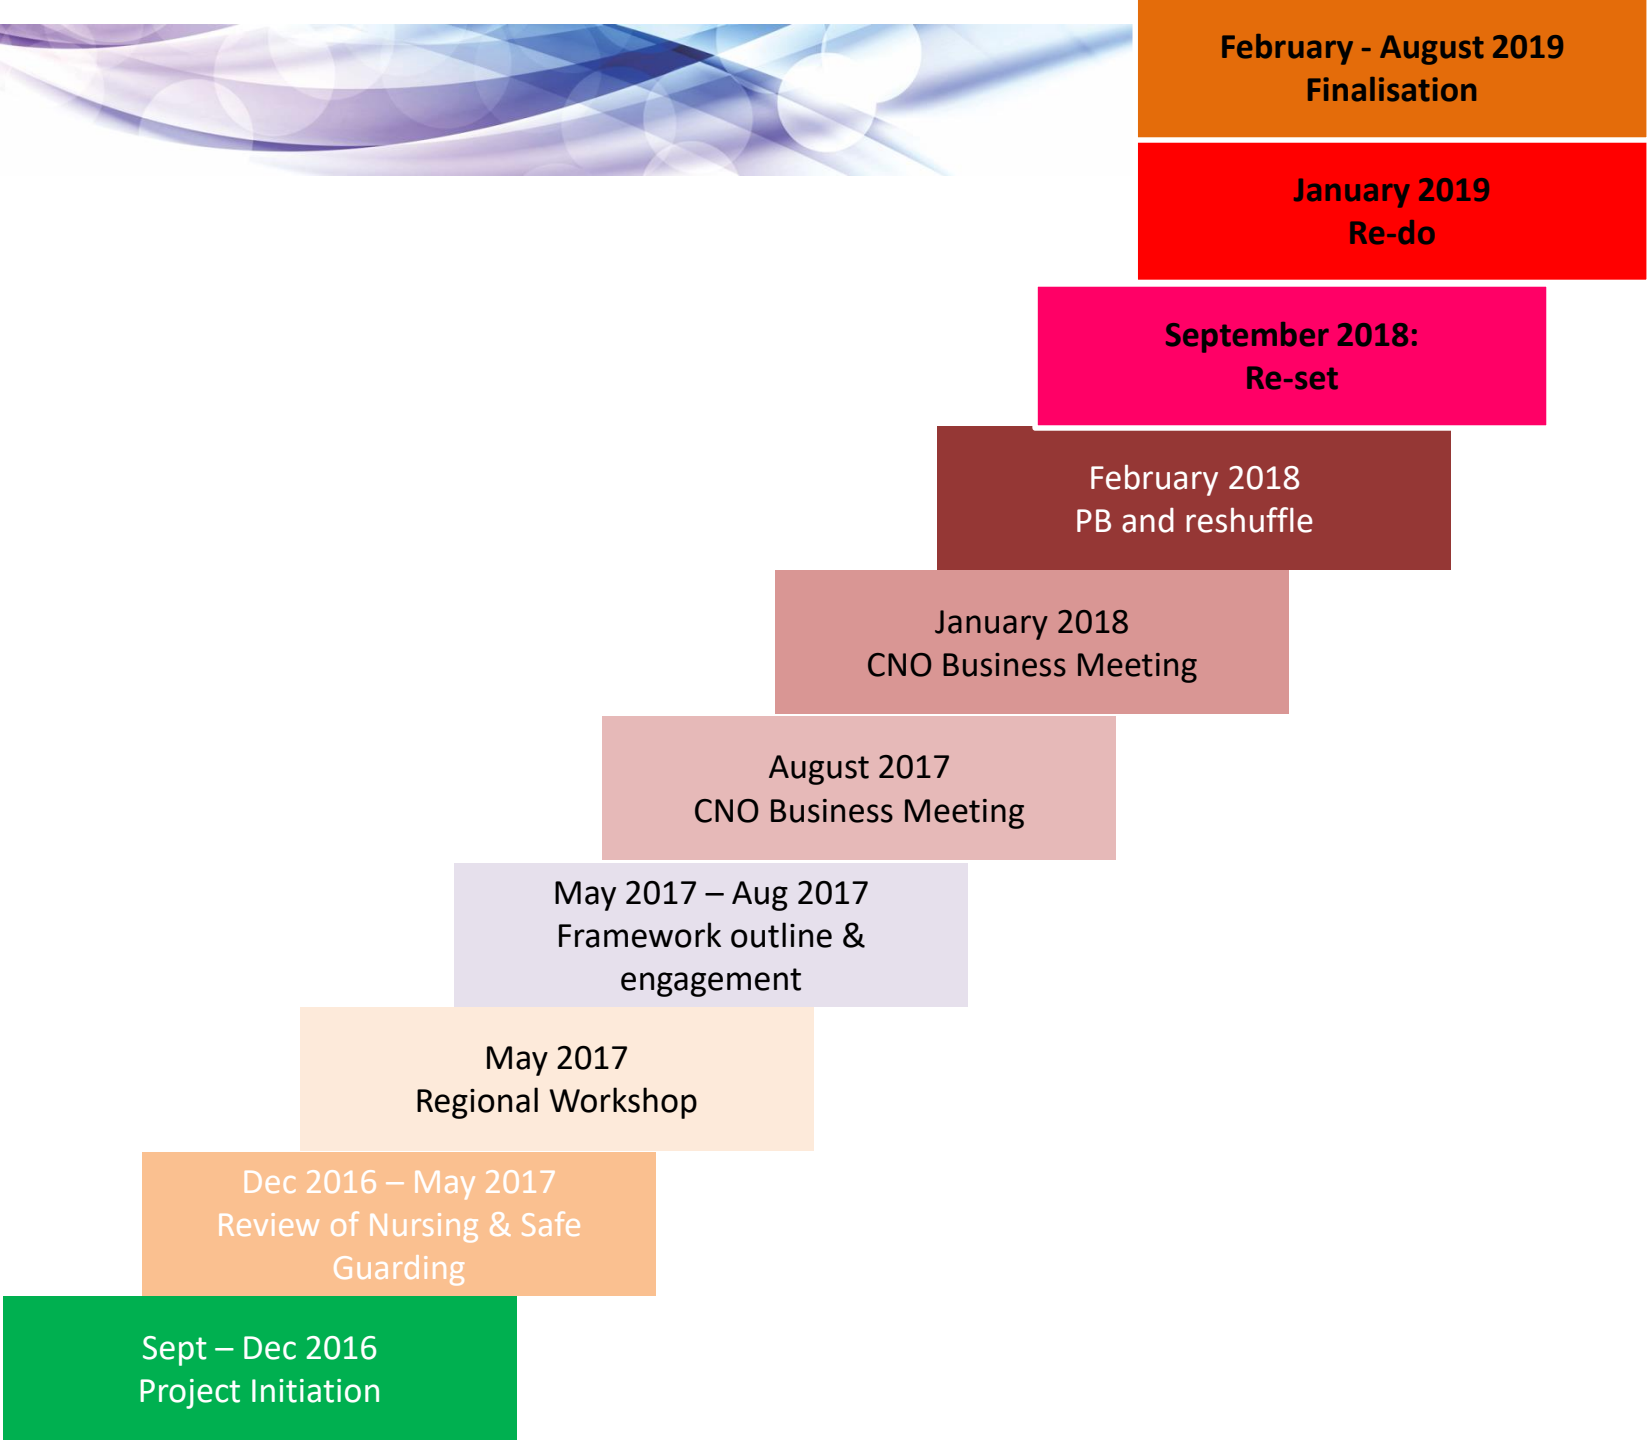 February - August 2019
Finalisation
January 2019
Re-do
September 2018:
Re-set
February 2018
PB and reshuffle
January 2018
CNO Business Meeting
August 2017
CNO Business Meeting
May 2017 – Aug 2017
Framework outline &
engagement
May 2017
Regional Workshop
Dec 2016 – May 2017
Review of Nursing & Safe
Guarding
Sept – Dec 2016
Project Initiation